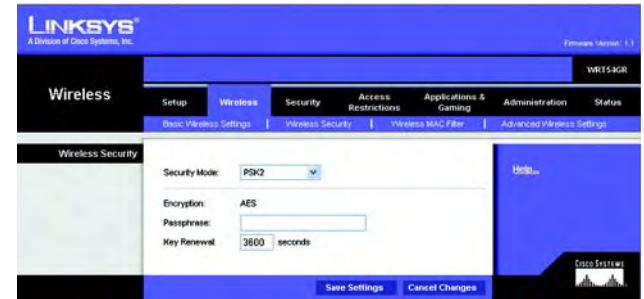 LINKSYS®
A Division of Cisco Systems, Inc.
Firmware Version: 1.1
WRT54GR
Wireless
Setup Wireless Security Access Restrictions Applications & Gaming Administration Status
Basic Wireless Settings | Wireless Security | Wireless MAC Filter | Advanced Wireless Settings
Wireless Security
Security Mode: PSK2
Help...
Encryption: AES
Passphrase:
Key Renewal: 3600 seconds
Save Settings Cancel Changes
CISCO SYSTEMS